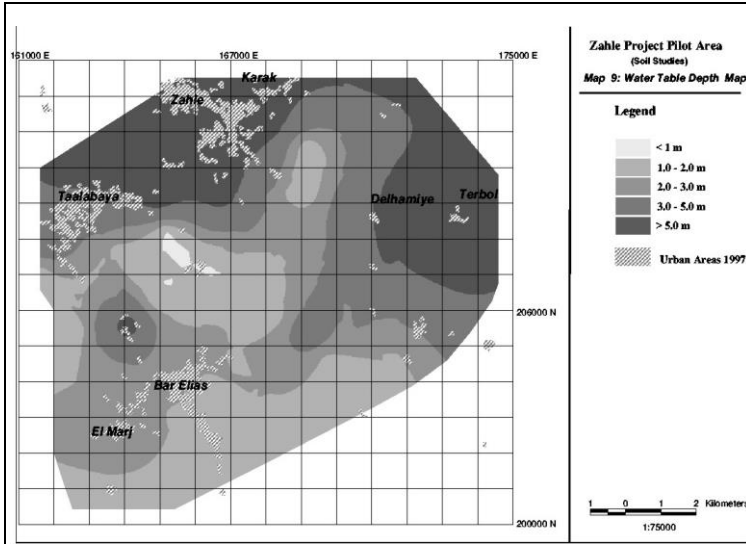 161000 E
167000 E
175000 E
Karak
Zahle
Taalabaya
Delhamiye
Terbol
206000 N
Bar Elias
El Marj
200000 N
Zahle Project Pilot Area
(Soil Studies)
Map 9: Water Table Depth Map
Legend
< 1 m
1.0 - 2.0 m
2.0 - 3.0 m
3.0 - 5.0 m
> 5.0 m
Urban Areas 1997
1 0 1 2 Kilometers
1:75000